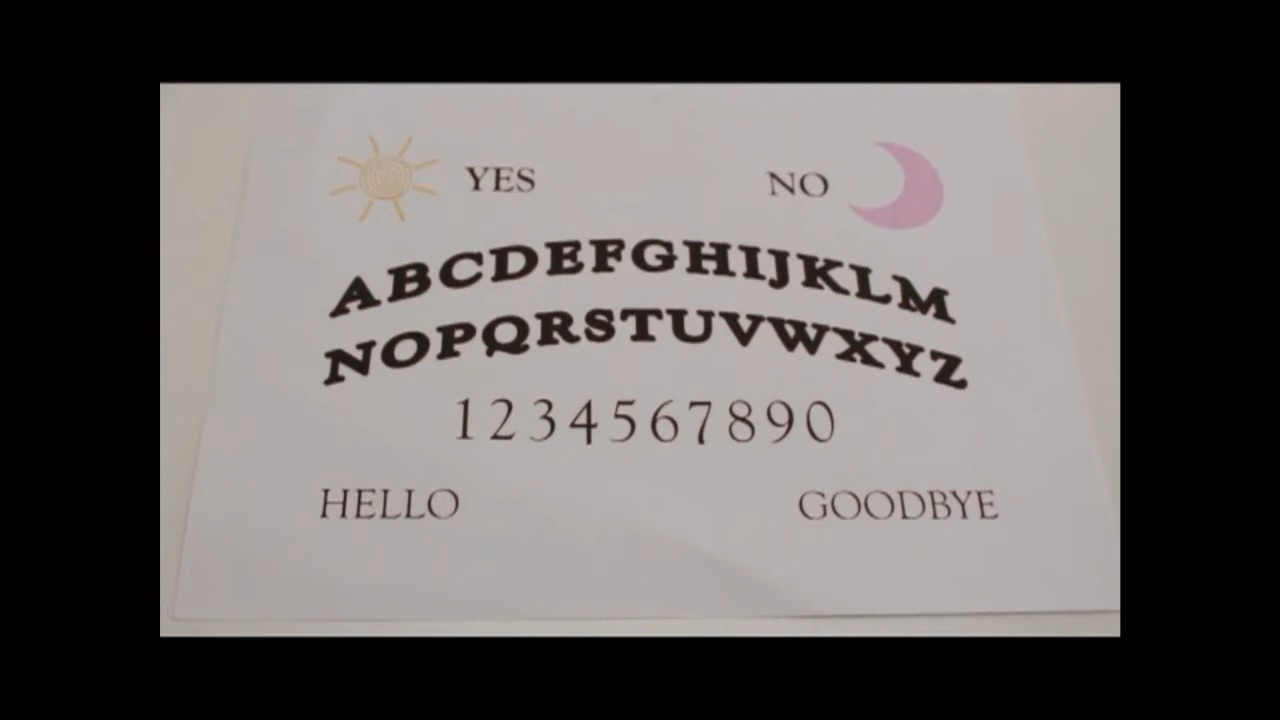 YES NO
ABCDEFGHIJKLM
NOPQRSTUVWXYZ
1234567890
HELLO GOODBYE